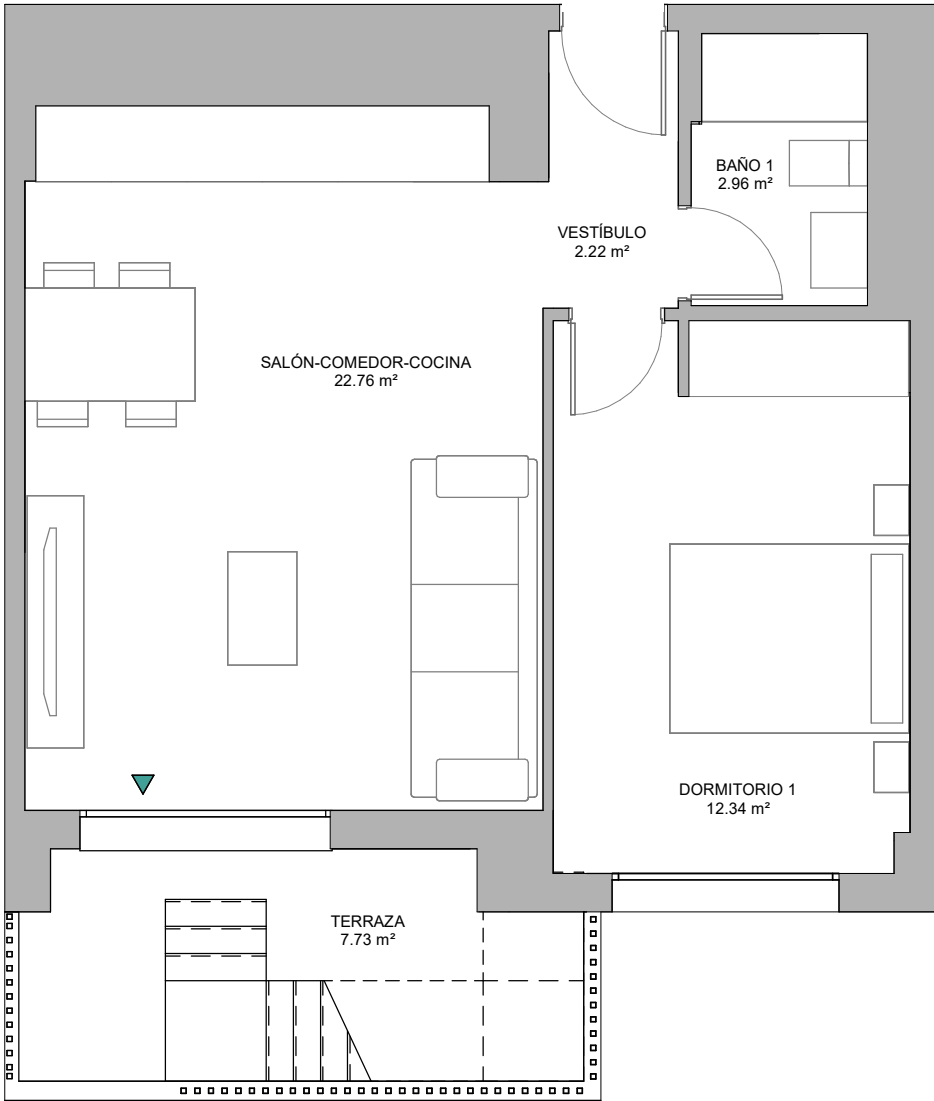 BAÑO 1
2.96 m²
VESTÍBULO
2.22 m²
SALÓN-COMEDOR-COCINA
22.76 m²
DORMITORIO 1
12.34 m²
TERRAZA
7.73 m²